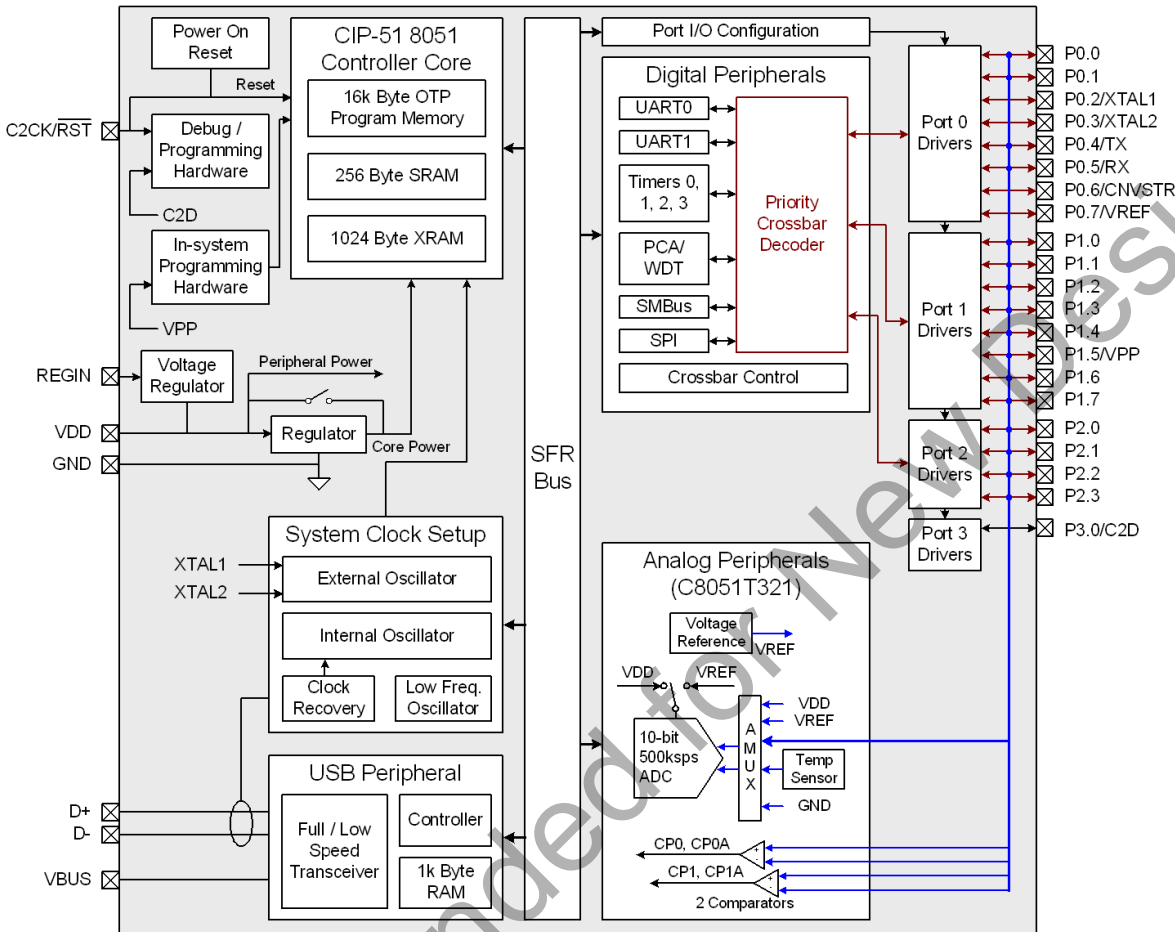 Power On
Reset
Reset
C2CK/RST
Debug /
Programming
Hardware
C2D
In-system
Programming
Hardware
VPP
CIP-51 8051
Controller Core
16k Byte OTP
Program Memory
256 Byte SRAM
1024 Byte XRAM
REGIN
Voltage
Regulator
Peripheral Power
VDD
Regulator
Core Power
GND
System Clock Setup
XTAL1
XTAL2
External Oscillator
Internal Oscillator
Clock
Recovery
Low Freq.
Oscillator
USB Peripheral
D+
D-
VBUS
Full / Low
Speed
Transceiver
Controller
1k Byte
RAM
SFR
Bus
Port I/O Configuration
Digital Peripherals
UART0
UART1
Timers 0,
1, 2, 3
PCA/
WDT
SMBus
SPI
Priority
Crossbar
Decoder
Crossbar Control
Port 0
Drivers
Port 1
Drivers
Port 2
Drivers
Port 3
Drivers
P0.0
P0.1
P0.2/XTAL1
P0.3/XTAL2
P0.4/TX
P0.5/RX
P0.6/CNVSTR
P0.7/VREF
P1.0
P1.1
P1.2
P1.3
P1.4
P1.5/VPP
P1.6
P1.7
P2.0
P2.1
P2.2
P2.3
P3.0/C2D
Analog Peripherals
(C8051T321)
Voltage
Reference
VREF
VDD
VREF
10-bit
500ksps
ADC
A
M
U
X
VDD
VREF
Temp
Sensor
GND
CP0, CP0A
+
-
CP1, CP1A
+
-
2 Comparators
nded for New Desi